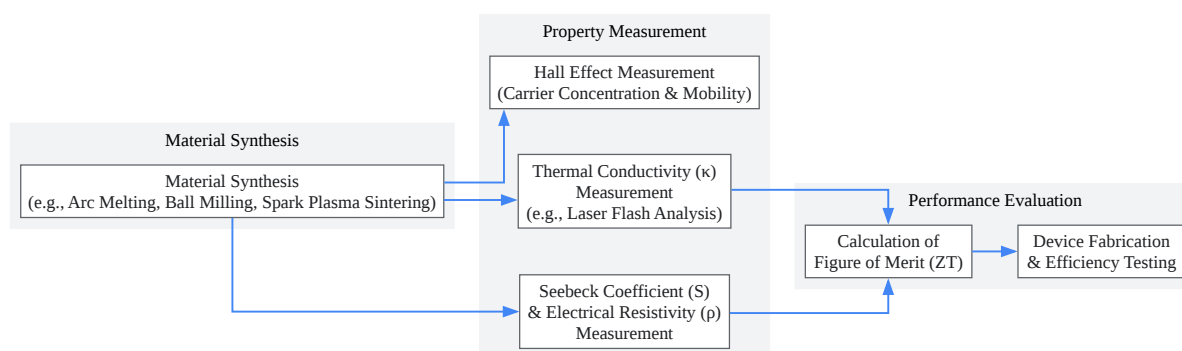 Property Measurement
Hall Effect Measurement
(Carrier Concentration & Mobility)
Material Synthesis
Material Synthesis
(e.g., Arc Melting, Ball Milling, Spark Plasma Sintering)
Thermal Conductivity (κ)
Measurement
(e.g., Laser Flash Analysis)
Seebeck Coefficient (S)
& Electrical Resistivity (ρ)
Measurement
Performance Evaluation
Calculation of
Figure of Merit (ZT)
Device Fabrication
& Efficiency Testing